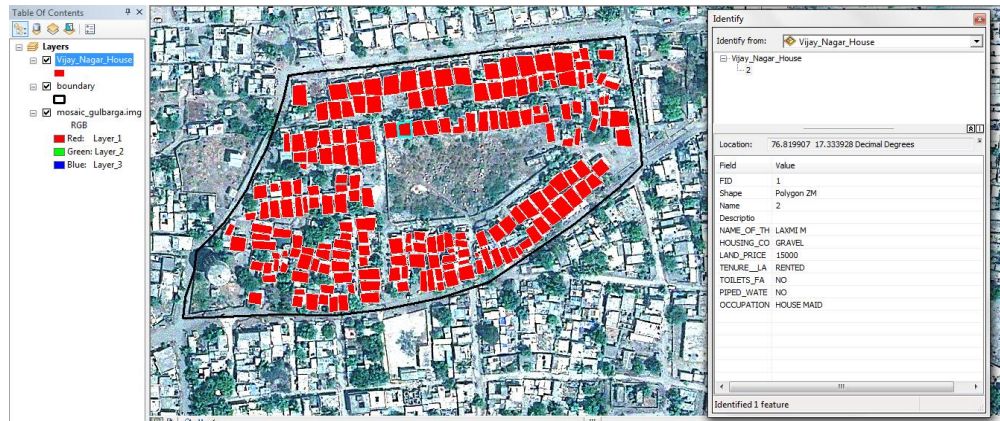 Table Of Contents
Layers
Vijay_Nagar_House
boundary
mosaic_gulbarga.img
RGB
Red: Layer_1
Green: Layer_2
Blue: Layer_3
Identify
Identify from: Vijay_Nagar_House
Vijay_Nagar_House
2
Location: 76.819907 17.333928 Decimal Degrees
Field Value
FID 1
Shape Polygon ZM
Name 2
Descriptio
NAME_OF_TH LAXMI M
HOUSING_CO GRAVEL
LAND_PRICE 15000
TENURE__LA RENTED
TOILETS_FA NO
PIPED_WATE NO
OCCUPATION HOUSE MAID
Identified 1 feature